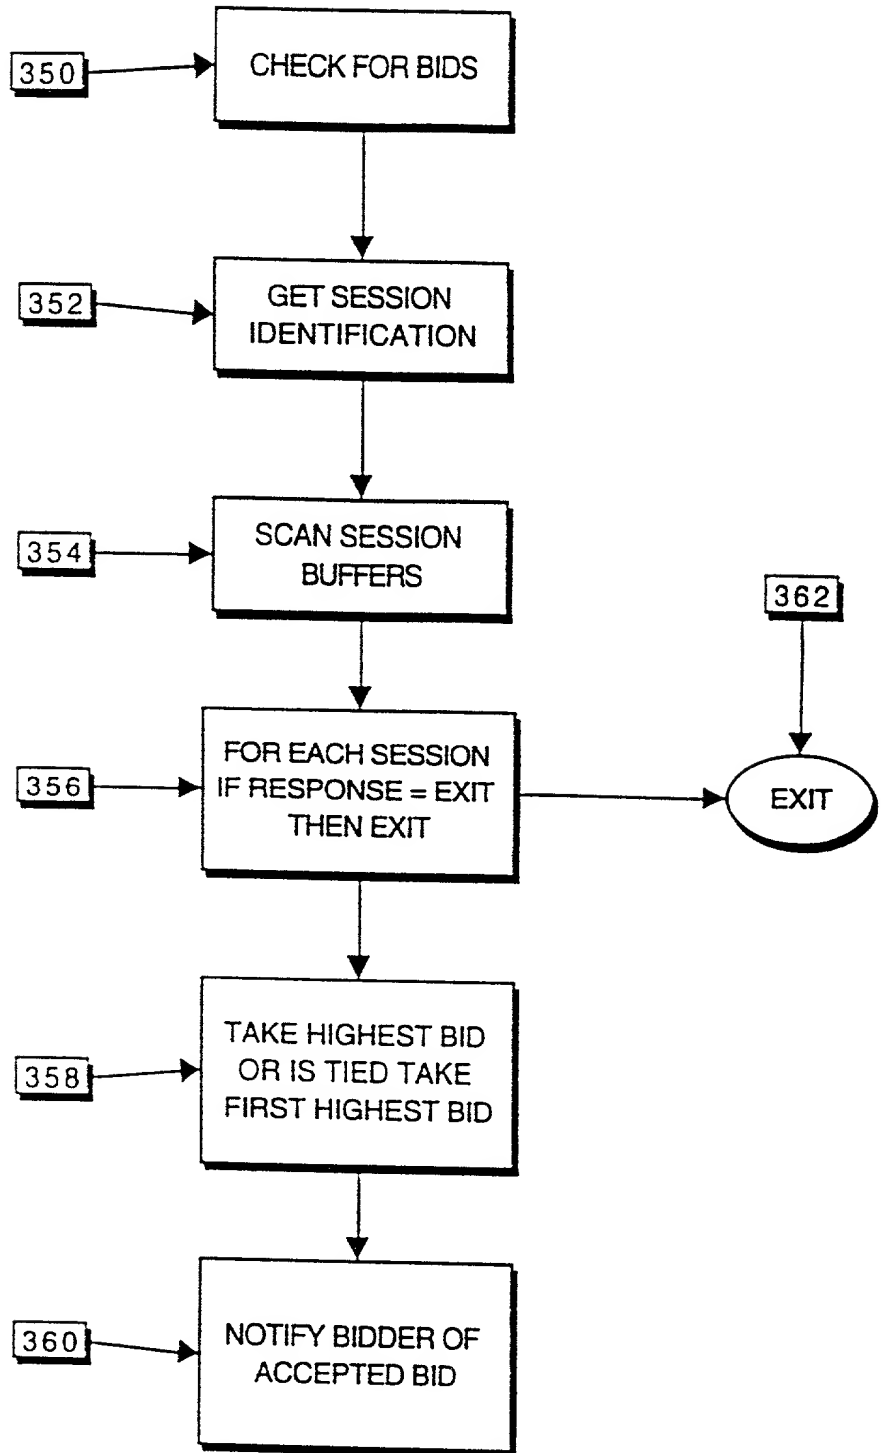 350
CHECK FOR BIDS
352
GET SESSION
IDENTIFICATION
354
SCAN SESSION
BUFFERS
362
356
FOR EACH SESSION
IF RESPONSE = EXIT
THEN EXIT
EXIT
358
TAKE HIGHEST BID
OR IS TIED TAKE
FIRST HIGHEST BID
360
NOTIFY BIDDER OF
ACCEPTED BID